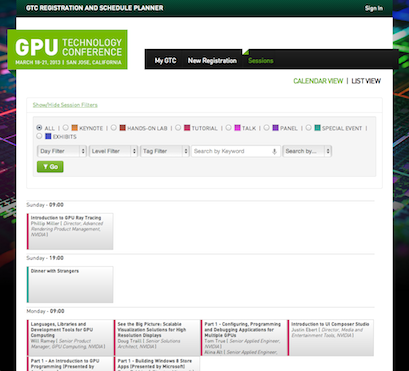 GTC REGISTRATION AND SCHEDULE PLANNER
Sign In
GPU TECHNOLOGY CONFERENCE
MARCH 18-21, 2013 | SAN JOSE, CALIFORNIA
My GTC New Registration Sessions
CALENDAR VIEW | LIST VIEW
Show/Hide Session Filters
ALL | KEYNOTE | HANDS-ON LAB | TUTORIAL | TALK | PANEL | SPECIAL EVENT |
EXHIBITS
Day Filter Level Filter Tag Filter Search by Keyword Search by...
Go
Sunday - 09:00
Introduction to GPU Ray Tracing
Phillip Miller | Director, Advanced
Rendering Product Management,
NVIDIA |
Sunday - 19:00
Dinner with Strangers
Monday - 09:00
Languages, Libraries and
Development Tools for GPU
Computing
Will Ramey | Senior Product
Manager, GPU Computing, NVIDIA |
See the Big Picture: Scalable
Visualization Solutions for High
Resolution Displays
Doug Traill | Senior Solutions
Architect, NVIDIA |
Part 1 - Configuring, Programming
and Debugging Applications for
Multiple GPUs
Tom True | Senior Applied Engineer,
NVIDIA
Alina Alt | Senior Applied Engineer,
Introduction to UI Composer Studio
Justin Ebert | Director, Media and
Entertainment Tools, NVIDIA |
Part 1 - An Introduction to GPU
Programming (Presented by
Part 1 - Building Windows 8 Store
Apps (Presented by Microsoft)